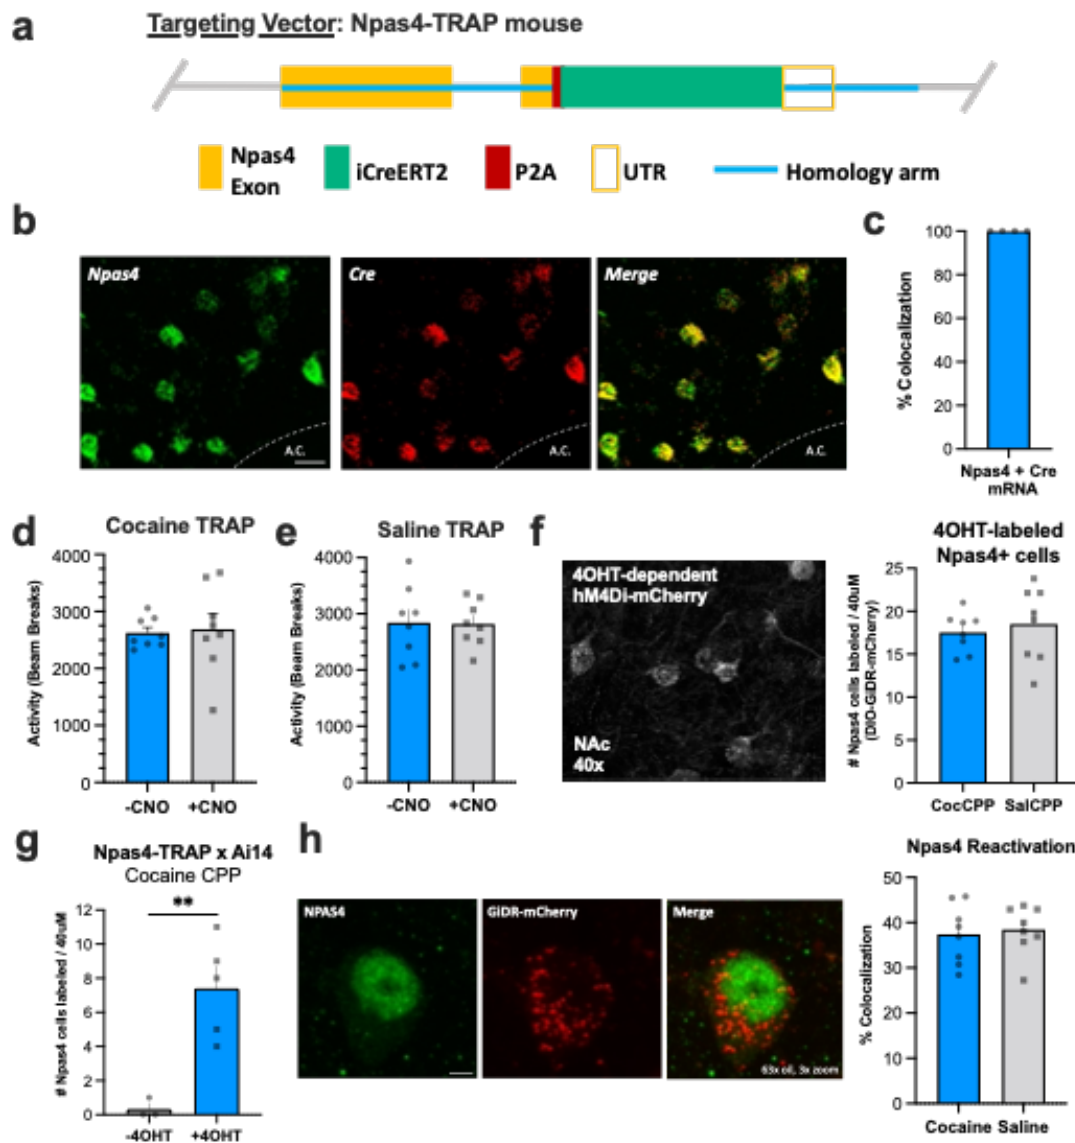 a
Targeting Vector: Npas4-TRAP mouse
Npas4
Exon
iCreERT2
P2A
UTR
Homology arm
b
Npas4
Cre
Merge
A.C.
A.C.
A.C.
c
% Colocalization
100
80
60
40
20
0
Npas4 + Cre
mRNA
d
Cocaine TRAP
Activity (Beam Breaks)
4000
3000
2000
1000
0
-CNO
+CNO
e
Saline TRAP
Activity (Beam Breaks)
4000
3000
2000
1000
0
-CNO
+CNO
f
4OHT-dependent
hM4Di-mCherry
NAc
40x
4OHT-labeled
Npas4+ cells
# Npas4 cells labeled / 40uM
(DIO-GiDR-mCherry)
25
20
15
10
5
0
CocCPP
SalCPP
g
Npas4-TRAP x Ai14
Cocaine CPP
**
# Npas4 cells labeled / 40uM
12
10
8
6
4
2
0
-4OHT
+4OHT
h
NPAS4
GiDR-mCherry
Merge
63x oil, 3x zoom
Npas4 Reactivation
% Colocalization
50
40
30
20
10
0
Cocaine
Saline